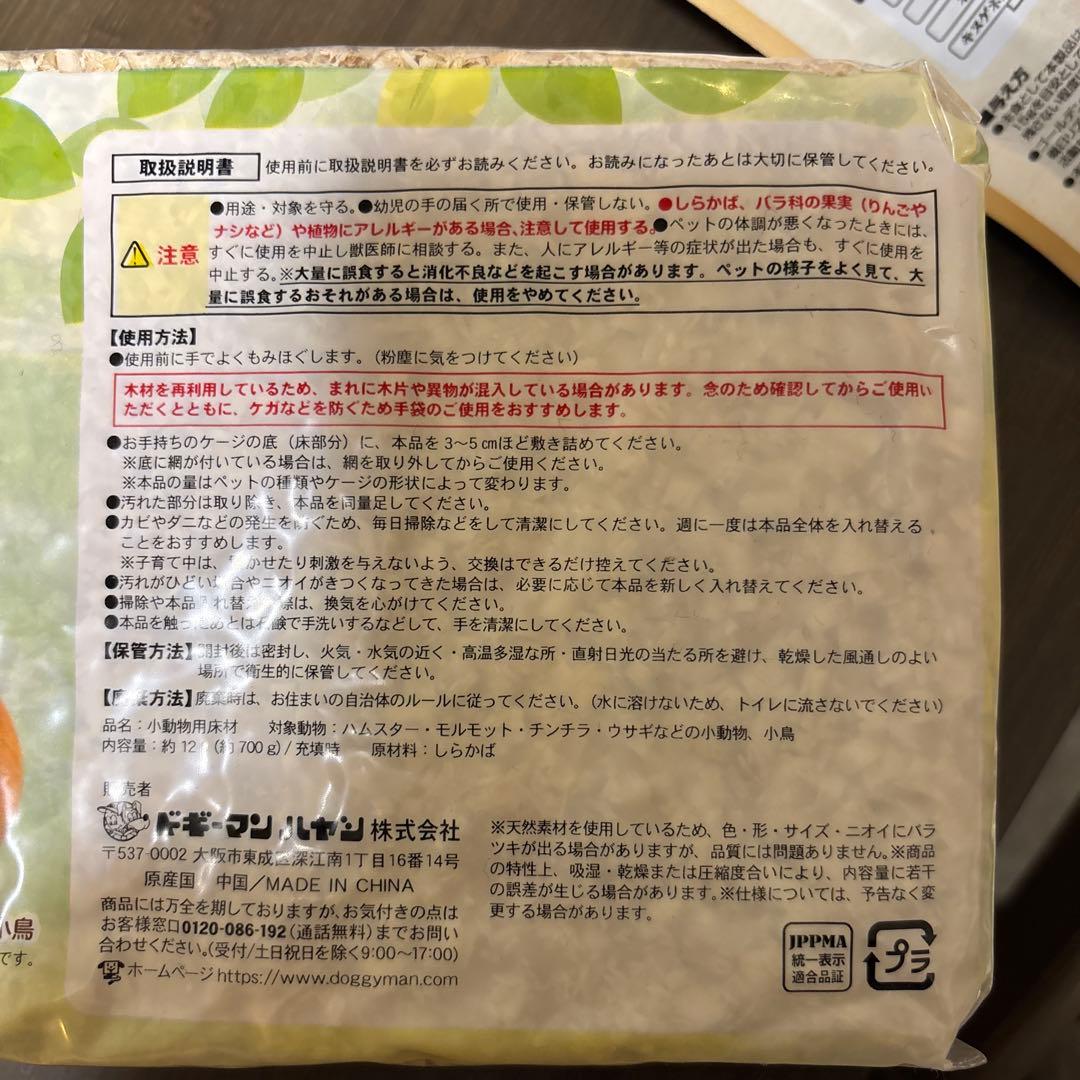 取扱説明書 使用前に取扱説明書を必ずお読みください。お読みになったあとは大切に保管してください。
注意
●用途・対象を守る。●幼児の手の届く所で使用・保管しない。●しらかば、バラ科の果実(りんごや
ナシなど)や植物にアレルギーがある場合、注意して使用する。●ペットの体調が悪くなったときには、
すぐに使用を中止し獣医師に相談する。また、人にアレルギー等の症状が出た場合も、すぐに使用を
中止する。※大量に誤食すると消化不良などを起こす場合があります。ペットの様子をよく見て、大
量に誤食するおそれがある場合は、使用をやめてください。
【使用方法】
●使用前に手でよくもみほぐします。(粉塵に気をつけてください)
木材を再利用しているため、まれに木片や異物が混入している場合があります。念のため確認してからご使用い
ただくとともに、ケガなどを防ぐため手袋のご使用をおすすめします。
●お手持ちのケージの底(床部分)に、本品を3〜5㎝ほど敷き詰めてください。
※底に網が付いている場合は、網を取り外してからご使用ください。
※本品の量はペットの種類やケージの形状によって変わります。
●汚れた部分は取り除き、本品を同量足してください。
●カビやダニなどの発生を防ぐため、毎日掃除などをして清潔にしてください。週に一度は本品全体を入れ替える
ことをおすすめします。
※子育て中は、かせたり刺激を与えないよう、交換はできるだけ控えてください。
●汚れがひどい場合やニオイがきつくなってきた場合は、必要に応じて本品を新しく入れ替えてください。
●掃除や本品入れ替え際は、換気を心がけてください。
●本品を触っあとは石鹸で手洗いするなどして、手を清潔にしてください。
【保管方法】開封後は密封し、火気・水気の近く・高温多湿な所・直射日光の当たる所を避け、乾燥した風通しのよい
場所で衛生的に保管してください。
【廃棄方法】廃棄時は、お住まいの自治体のルールに従ってください。(水に溶けないため、トイレに流さないでください)
品名:小動物用床材 対象動物:ハムスター・モルモット・チンチラ・ウサギなどの小動物、小鳥
内容量:約12 (約700g)/充填時 原材料:しらかば
販売者
ドギーマンハヤシ株式会社
〒537-0002 大阪市東成区深江南1丁目16番14号
原産国 中国/MADE IN CHINA
商品には万全を期しておりますが、お気付きの点は
お客様窓口0120-086-192(通話無料)までお問い
合わせください。(受付/土日祝日を除く9:00〜17:00)
ホームページhttps://www.doggyman.com
※天然素材を使用しているため、色・形・サイズ・ニオイにバラ
ツキが出る場合がありますが、品質には問題ありません。※商品
の特性上、吸湿・乾燥または圧縮度合いにより、内容量に若干
の誤差が生じる場合があります。※仕様については、予告なく変
更する場合があります。
JPPMA
統一表示
適合品証
プラ
小鳥
です。
■与え方